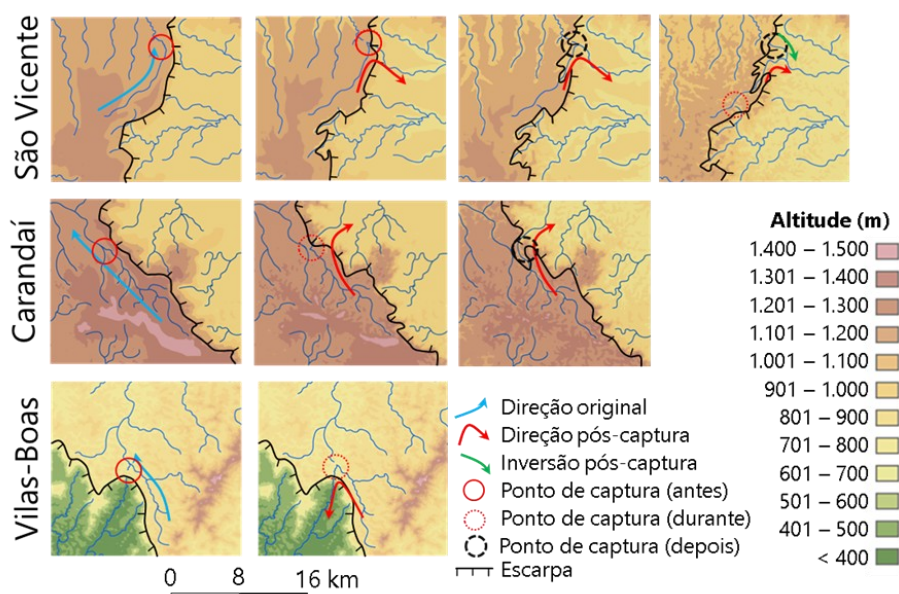 São Vicente
Carandaí
Vilas-Boas
Altitude (m)
1.400 – 1.500
1.301 – 1.400
1.201 – 1.300
1.101 – 1.200
1.001 – 1.100
901 – 1.000
801 – 900
701 – 800
601 – 700
501 – 600
401 – 500
< 400
Direção original
Direção pós-captura
Inversão pós-captura
Ponto de captura (antes)
Ponto de captura (durante)
Ponto de captura (depois)
Escarpa
0 8 16 km